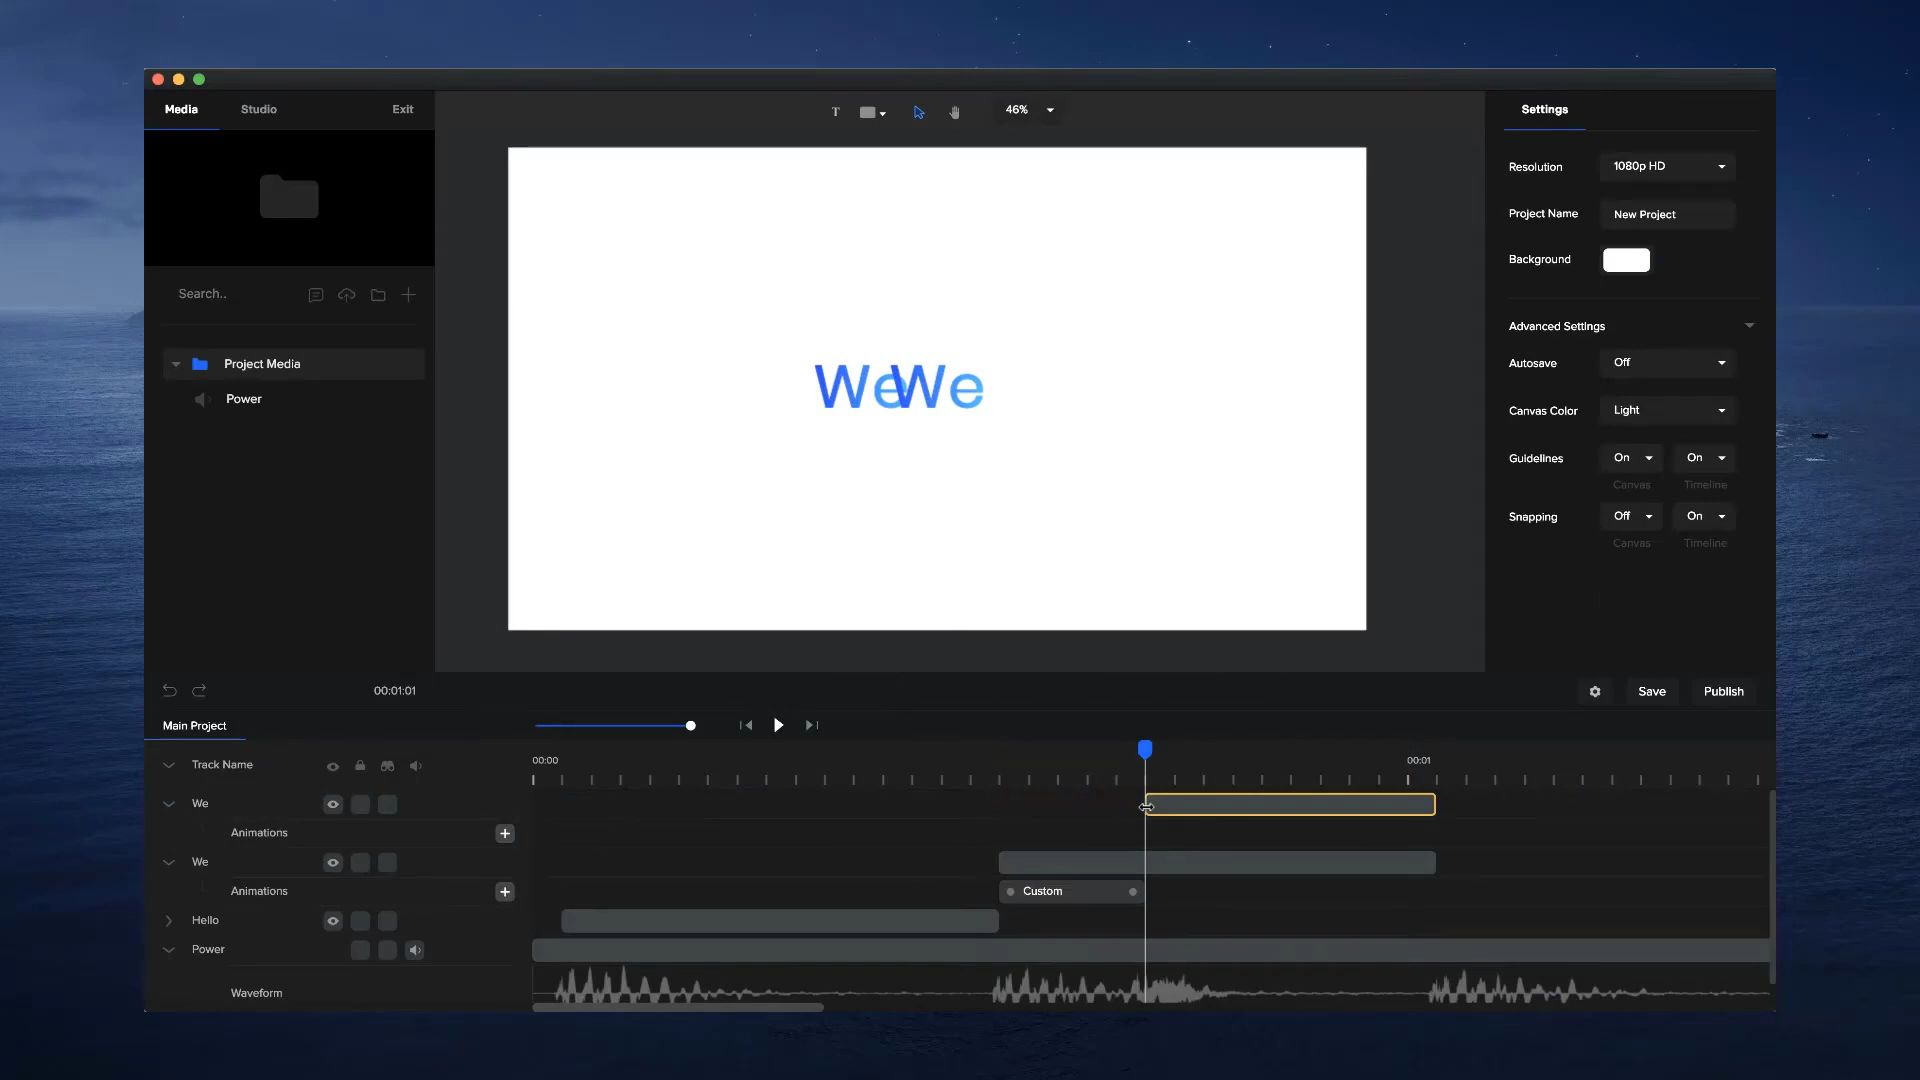 Media
Studio
Exit
T
46%
Settings
Resolution
1080p HD
Project Name
New Project
Background
Search..
Advanced Settings
Project Media
Autosave
Off
Power
Canvas Color
Light
Guidelines
On
On
Canvas
Timeline
Snapping
Off
On
Canvas
Timeline
WeWe
00:01:01
Save
Publish
Main Project
Track Name
00:00
00:01
We
Animations
We
Animations
Custom
Hello
Power
Waveform